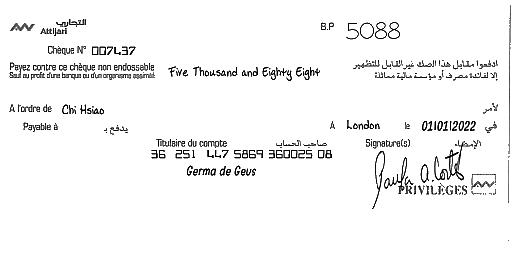 التجاري
Attijari
B.P 5088
Chèque N° 007437
Payez contre ce chèque non endossable
Sauf au profit d'une banque ou d'un organisme assimilé
Five Thousand and Eighty Eight
ادفعوا مقابل هذا الصك غير القابل للتظهير
إلا لفائدة مصرف أو مؤسسة مالية مماثلة
A l'ordre de Chi Hsiao لأمر
Payable à يدفع بـ
A London le 01/01/2022 في
Titulaire du compte صاحب الحساب
Signature(s) الإمضاء
36 251 447 5869 360025 08
Germa de Geus
PRIVILÈGES